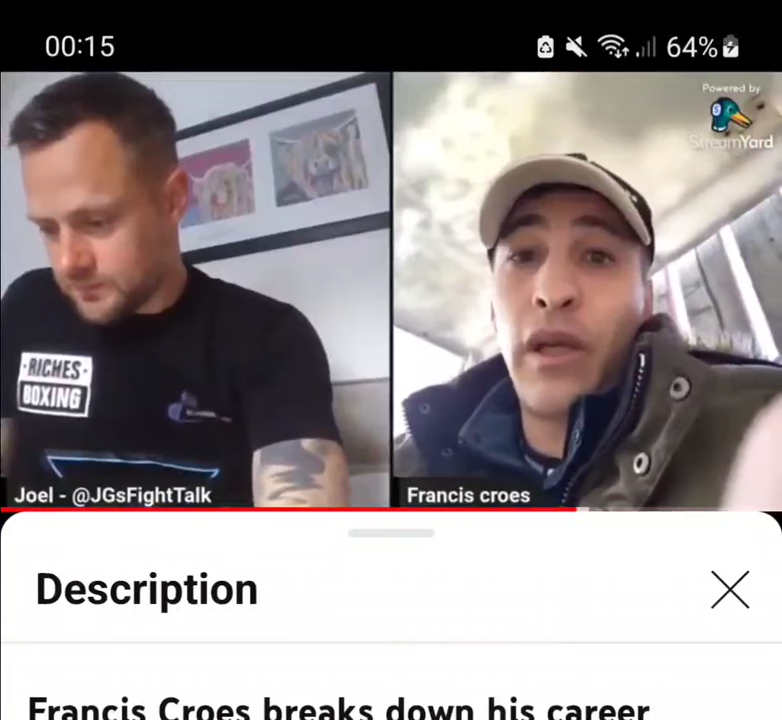 00:15
64%
Powered by
StreamYard
RICHES
BOXING
Joel - @JGsFightTalk
Francis croes
Description
Francis Croes breaks down his career